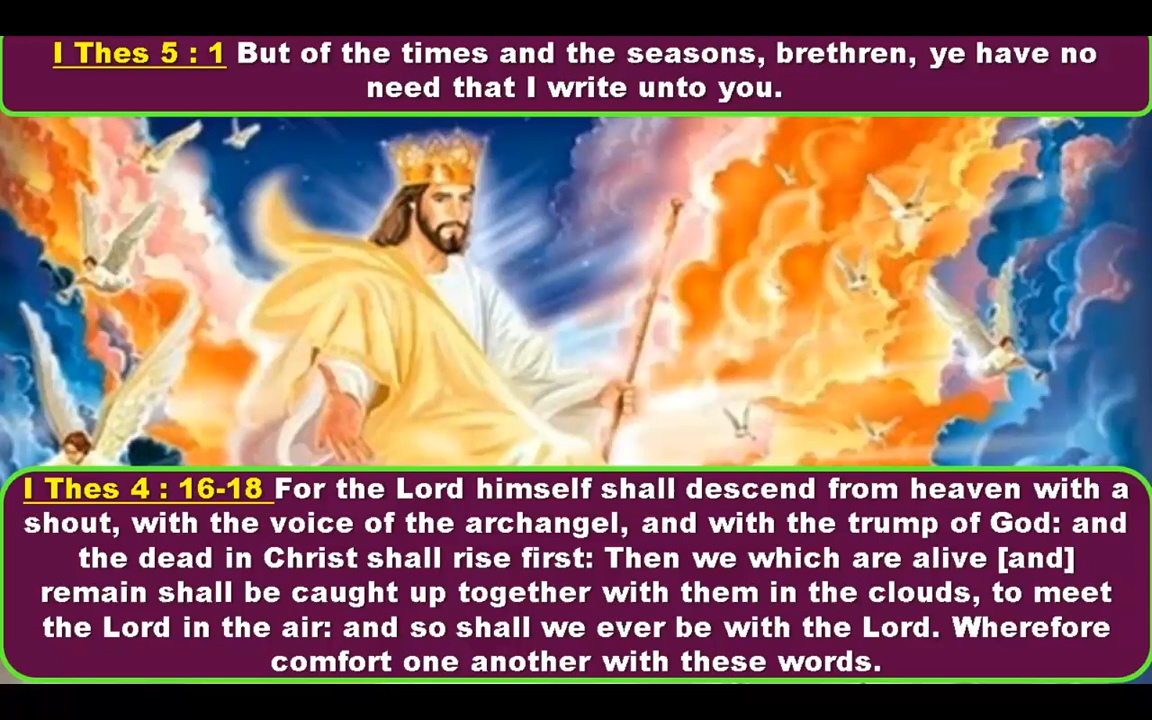 I Thes 5 : 1 But of the times and the seasons, brethren, ye have no
need that I write unto you.
I Thes 4 : 16-18 For the Lord himself shall descend from heaven with a
shout, with the voice of the archangel, and with the trump of God: and
the dead in Christ shall rise first: Then we which are alive [and]
remain shall be caught up together with them in the clouds, to meet
the Lord in the air: and so shall we ever be with the Lord. Wherefore
comfort one another with these words.